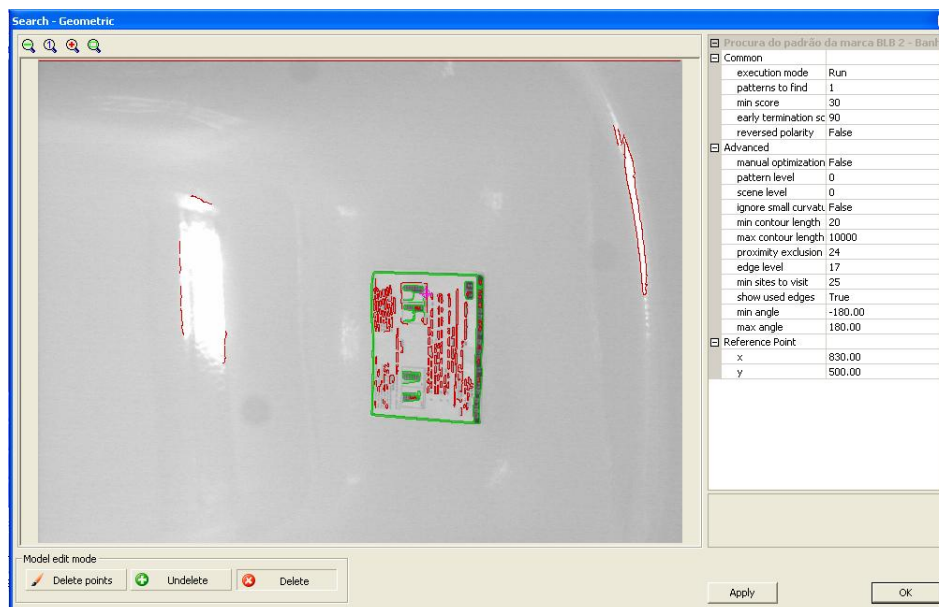 Search - Geometric
Procura do padrão da marca BLB 2 - Banh
Common
execution mode Run
patterns to find 1
min score 30
early termination sc 90
reversed polarity False
Advanced
manual optimization False
pattern level 0
scene level 0
ignore small curvatu False
min contour length 20
max contour length 10000
proximity exclusion 24
edge level 17
min sites to visit 25
show used edges True
min angle -180.00
max angle 180.00
Reference Point
x 830.00
y 500.00
Model edit mode
Delete points Undelete Delete
Apply OK